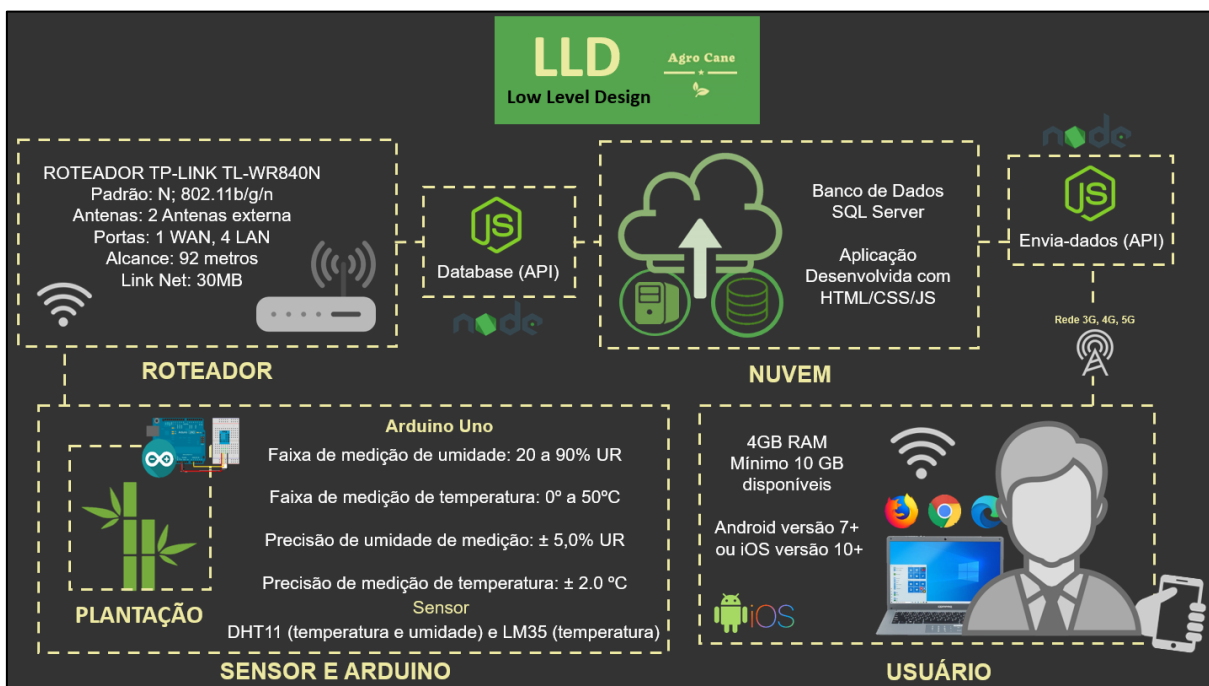 LLD
Low Level Design
Agro Cane
ROTEADOR TP-LINK TL-WR840N
Padrão: N; 802.11b/g/n
Antenas: 2 Antenas externa
Portas: 1 WAN, 4 LAN
Alcance: 92 metros
Link Net: 30MB
ROTEADOR
JS
Database (API)
node
Banco de Dados
SQL Server
Aplicação
Desenvolvida com
HTML/CSS/JS
NUVEM
node
JS
Envia-dados (API)
Rede 3G, 4G, 5G
Arduino Uno
Faixa de medição de umidade: 20 a 90% UR
Faixa de medição de temperatura: 0º a 50ºC
Precisão de umidade de medição: ± 5,0% UR
Precisão de medição de temperatura: ± 2.0 ºC
Sensor
DHT11 (temperatura e umidade) e LM35 (temperatura)
PLANTAÇÃO
SENSOR E ARDUINO
4GB RAM
Mínimo 10 GB
disponíveis
Android versão 7+
ou iOS versão 10+
iOS
USUÁRIO